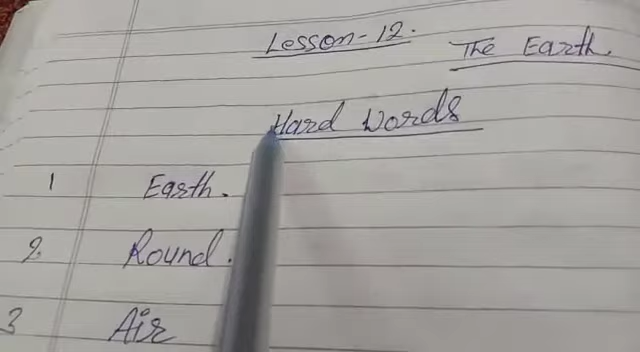 Lesson-12.
The Earth.
Hard Words
1 Earth.
2. Round.
3 Air